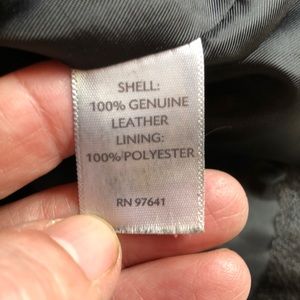 SHELL:
100% GENUINE
LEATHER
LINING:
100% POLYESTER
RN 97641